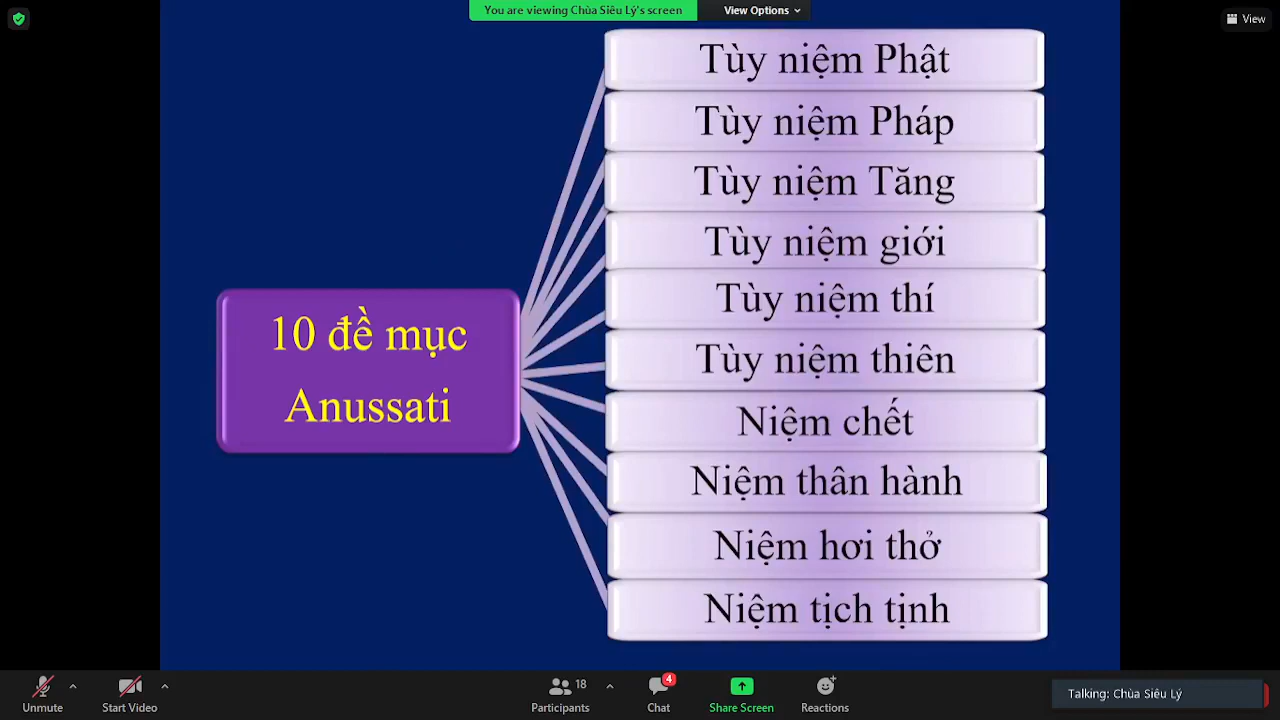 You are viewing Chùa Siêu Lý's screen
View Options
View
Tùy niệm Phật
Tùy niệm Pháp
Tùy niệm Tăng
Tùy niệm giới
Tùy niệm thí
Tùy niệm thiên
Niệm chết
Niệm thân hành
Niệm hơi thở
Niệm tịch tịnh
10 đề mục
Anussati
Unmute
Start Video
18
Participants
4
Chat
Share Screen
Reactions
Talking: Chùa Siêu Lý